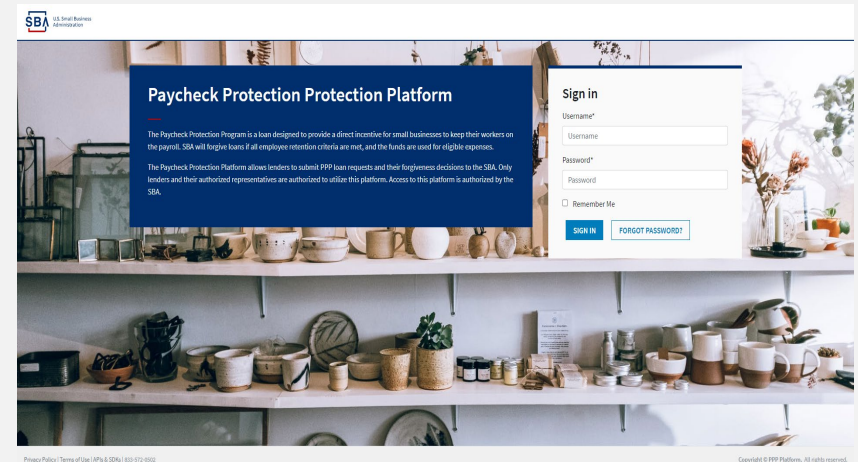 SBA U.S. Small Business
Administration
Paycheck Protection Protection Platform
The Paycheck Protection Program is a loan designed to provide a direct incentive for small businesses to keep their workers on
the payroll. SBA will forgive loans if all employee retention criteria are met, and the funds are used for eligible expenses.
The Paycheck Protection Platform allows lenders to submit PPP loan requests and their forgiveness decisions to the SBA. Only
lenders and their authorized representatives are authorized to utilize this platform. Access to this platform is authorized by the
SBA.
Sign in
Username*
Username
Password*
Password
Remember Me
SIGN IN FORGOT PASSWORD?
Privacy Policy | Terms of Use | APIs & SDKs | 833-572-0502
Copyright © PPP Platform. All rights reserved.